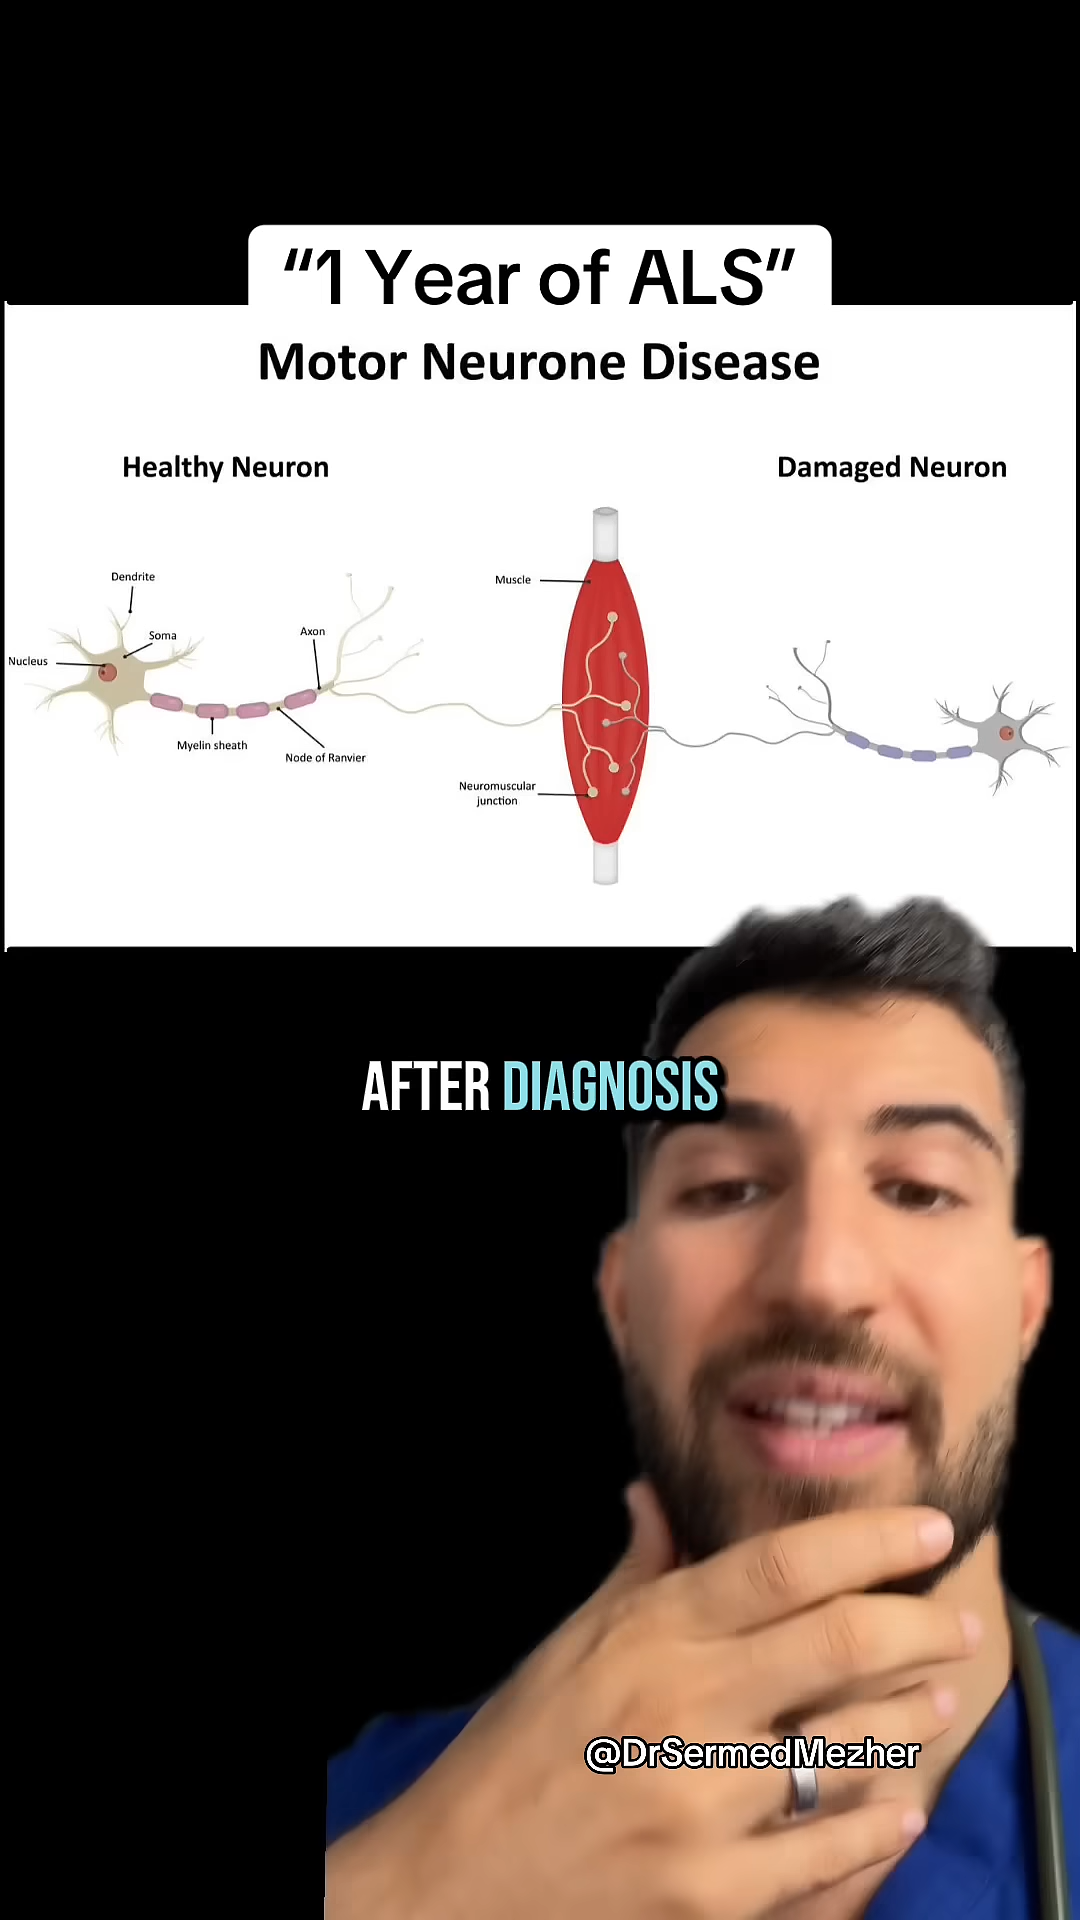 “1 Year of ALS”
Motor Neurone Disease
Healthy Neuron
Damaged Neuron
Dendrite
Soma
Nucleus
Axon
Myelin sheath
Node of Ranvier
Muscle
Neuromuscular
junction
AFTER DIAGNOSIS
@DrSermedMezher